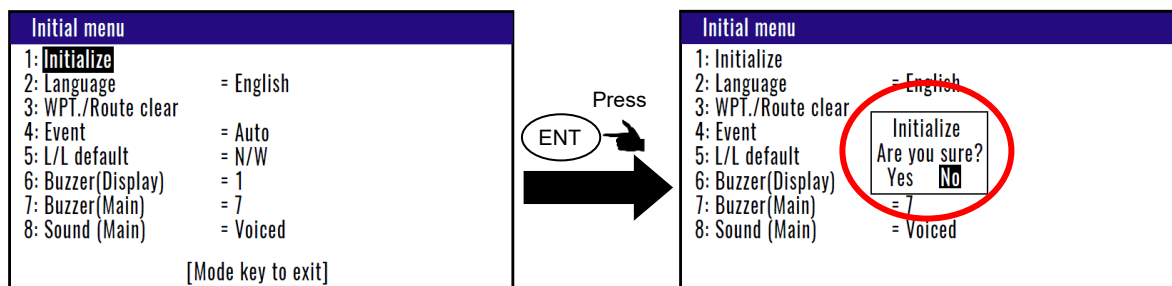 Initial menu
1: Initialize
2: Language = English
3: WPT./Route clear
4: Event = Auto
5: L/L default = N/W
6: Buzzer(Display) = 1
7: Buzzer(Main) = 7
8: Sound (Main) = Voiced
[Mode key to exit]
Press
ENT
Initial menu
1: Initialize
2: Language = English
3: WPT./Route clear
4: Event
5: L/L default
6: Buzzer(Display)
7: Buzzer(Main) = 7
8: Sound (Main) = Voiced
Initialize
Are you sure?
Yes No